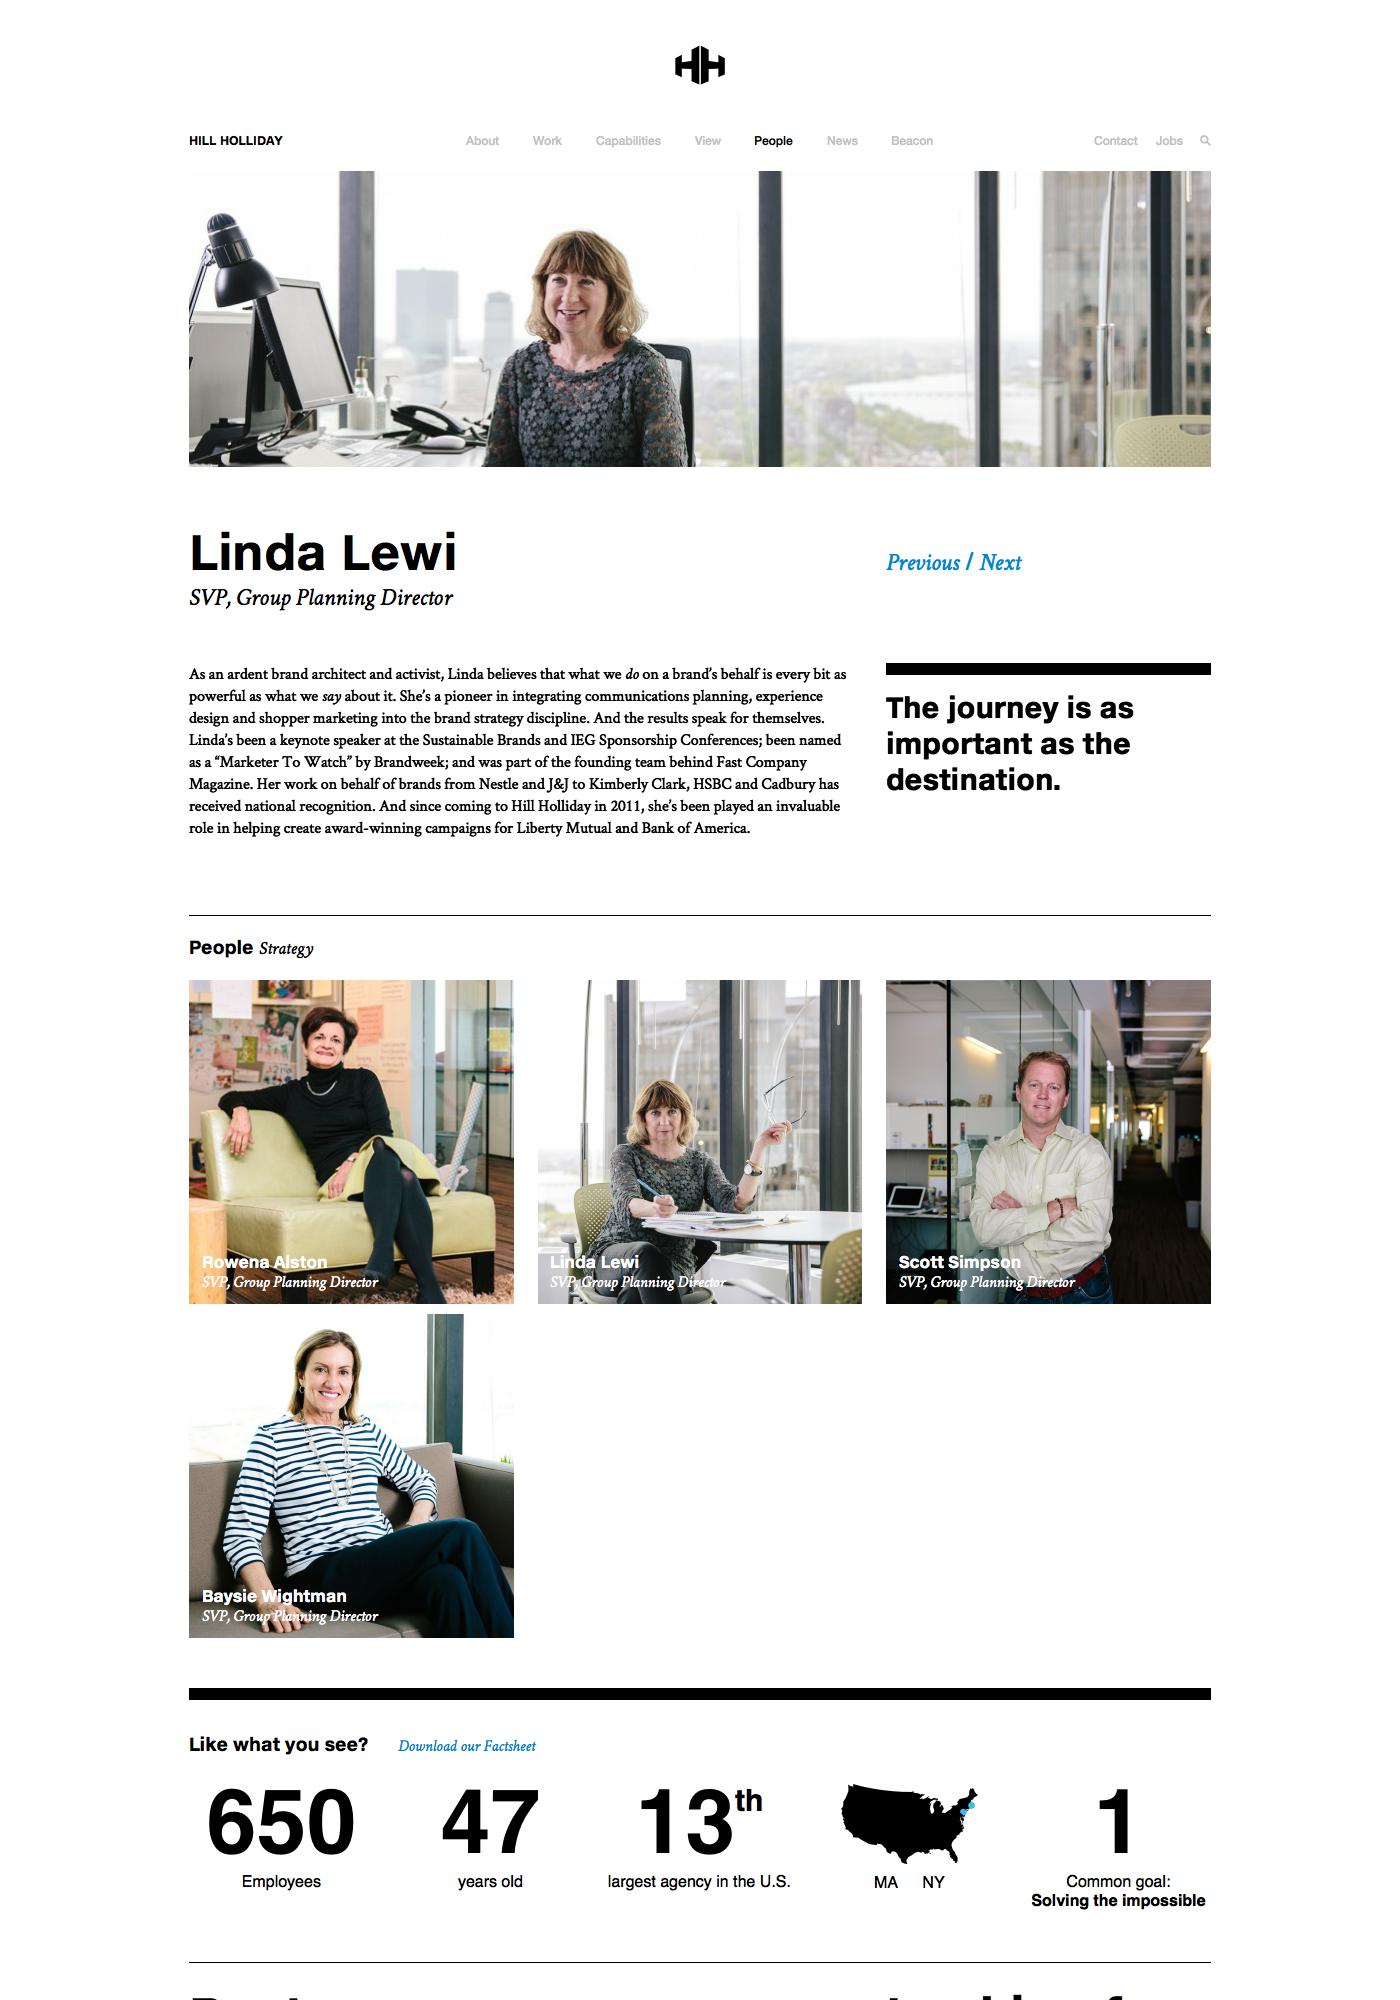 HILL HOLLIDAY
About Work Capabilities View People News Beacon
Contact Jobs
Linda Lewi
SVP, Group Planning Director
Previous / Next
As an ardent brand architect and activist, Linda believes that what we do on a brand’s behalf is every bit as
powerful as what we say about it. She’s a pioneer in integrating communications planning, experience
design and shopper marketing into the brand strategy discipline. And the results speak for themselves.
Linda’s been a keynote speaker at the Sustainable Brands and IEG Sponsorship Conferences; been named
as a “Marketer To Watch” by Brandweek; and was part of the founding team behind Fast Company
Magazine. Her work on behalf of brands from Nestle and J&J to Kimberly Clark, HSBC and Cadbury has
received national recognition. And since coming to Hill Holliday in 2011, she’s been played an invaluable
role in helping create award-winning campaigns for Liberty Mutual and Bank of America.
The journey is as
important as the
destination.
People Strategy
Rowena Alston
SVP, Group Planning Director
Linda Lewi
SVP, Group Planning Director
Scott Simpson
SVP, Group Planning Director
Baysie Wightman
SVP, Group Planning Director
Like what you see? Download our Factsheet
650
Employees
47
years old
13th
largest agency in the U.S.
MA NY
1
Common goal:
Solving the impossible